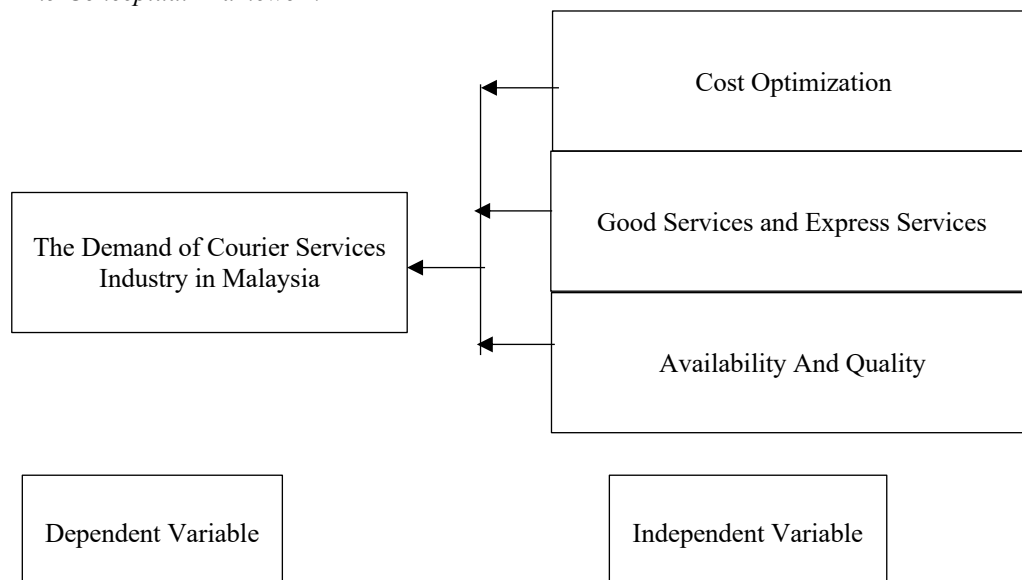 Cost Optimization
The Demand of Courier Services
Industry in Malaysia
Good Services and Express Services
Availability And Quality
Dependent Variable
Independent Variable